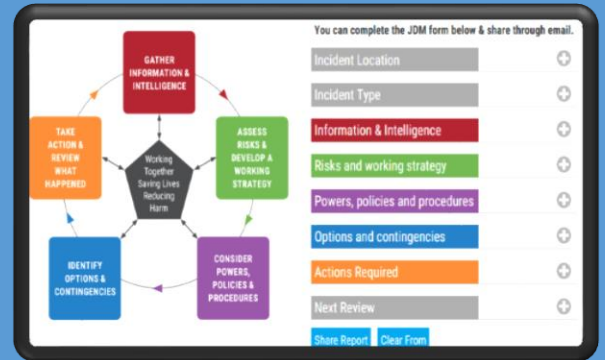 You can complete the JDM form below & share through email.
GATHER
INFORMATION &
INTELLIGENCE
ASSESS
RISKS &
DEVELOP A
WORKING
STRATEGY
CONSIDER
POWERS,
POLICIES &
PROCEDURES
IDENTIFY
OPTIONS &
CONTINGENCIES
TAKE
ACTION &
REVIEW
WHAT
HAPPENED
Working
Together
Saving Lives
Reducing
Harm
Incident Location
Incident Type
Information & Intelligence
Risks and working strategy
Powers, policies and procedures
Options and contingencies
Actions Required
Next Review
Share Report Clear From